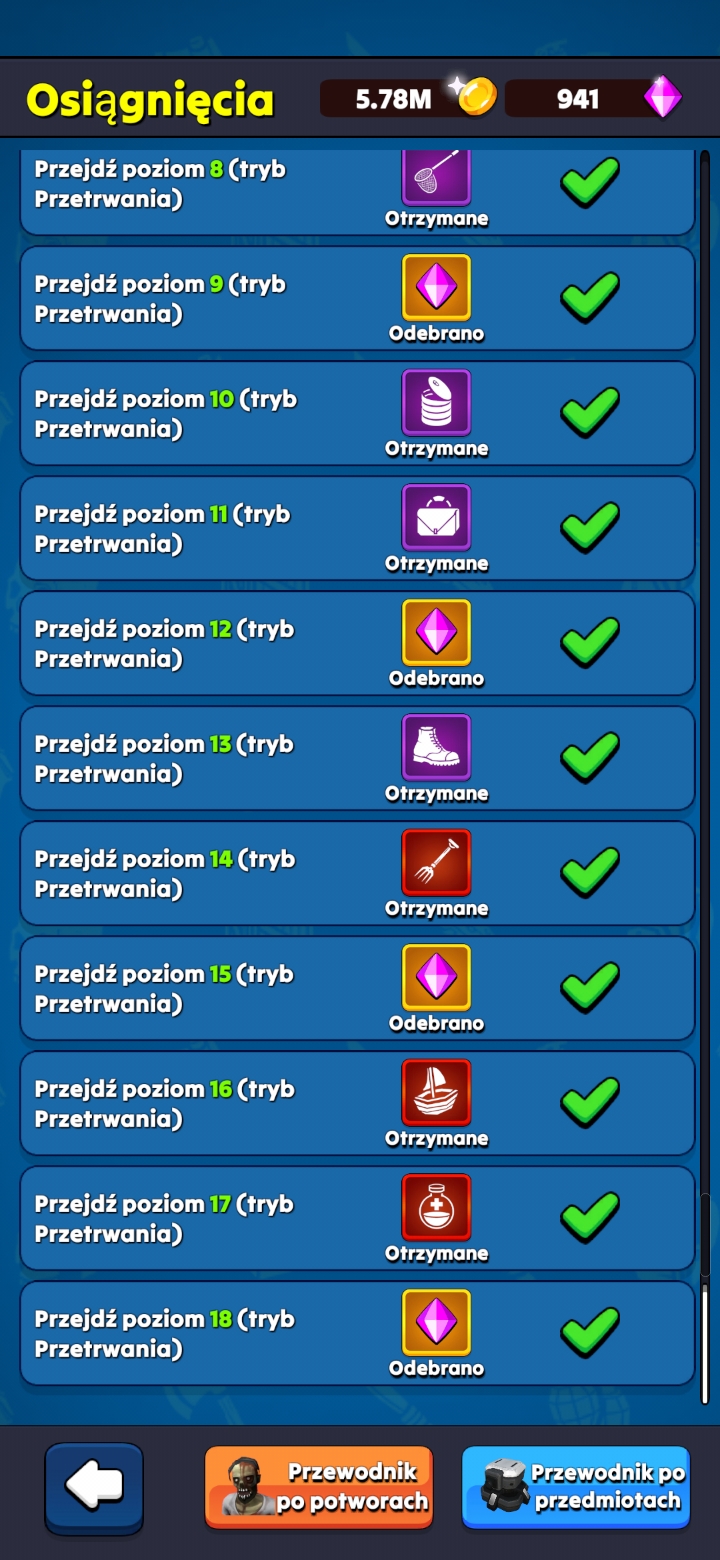 Osiągnięcia 5.78M 941
Przejdź poziom 8 (tryb
Przetrwania)
Otrzymane
Przejdź poziom 9 (tryb
Przetrwania)
Odebrano
Przejdź poziom 10 (tryb
Przetrwania)
Otrzymane
Przejdź poziom 11 (tryb
Przetrwania)
Otrzymane
Przejdź poziom 12 (tryb
Przetrwania)
Odebrano
Przejdź poziom 13 (tryb
Przetrwania)
Otrzymane
Przejdź poziom 14 (tryb
Przetrwania)
Otrzymane
Przejdź poziom 15 (tryb
Przetrwania)
Odebrano
Przejdź poziom 16 (tryb
Przetrwania)
Otrzymane
Przejdź poziom 17 (tryb
Przetrwania)
Otrzymane
Przejdź poziom 18 (tryb
Przetrwania)
Odebrano
Przewodnik
po potworach
Przewodnik po
przedmiotach